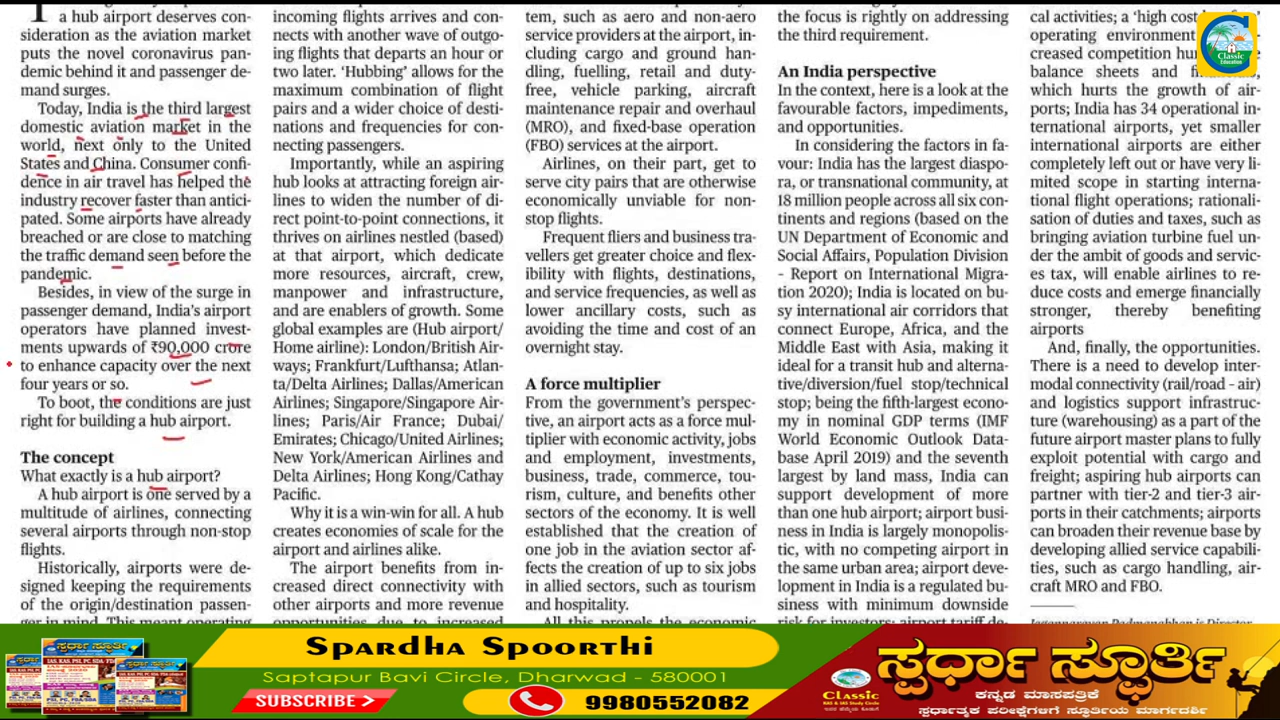 a hub airport deserves con-
sideration as the aviation market
puts the novel coronavirus pan-
demic behind it and passenger de-
mand surges.
Today, India is the third largest
domestic aviation market in the
world, next only to the United
States and China. Consumer confi-
dence in air travel has helped the
industry recover faster than antici-
pated. Some airports have already
breached or are close to matching
the traffic demand seen before the
pandemic.
Besides, in view of the surge in
passenger demand, India's airport
operators have planned invest-
ments upwards of ₹90,000 crore
to enhance capacity over the next
four years or so.
To boot, the conditions are just
right for building a hub airport.
The concept
What exactly is a hub airport?
A hub airport is one served by a
multitude of airlines, connecting
several airports through non-stop
flights.
Historically, airports were de-
signed keeping the requirements
of the origin/destination passen-
ger in mind. This meant operating
incoming flights arrives and con-
nects with another wave of outgo-
ing flights that departs an hour or
two later. 'Hubbing' allows for the
maximum combination of flight
pairs and a wider choice of desti-
nations and frequencies for con-
necting passengers.
Importantly, while an aspiring
hub looks at attracting foreign air-
lines to widen the number of di-
rect point-to-point connections, it
thrives on airlines nestled (based)
at that airport, which dedicate
more resources, aircraft, crew,
manpower and infrastructure,
and are enablers of growth. Some
global examples are (Hub airport/
Home airline): London/British Air-
ways; Frankfurt/Lufthansa; Atlan-
ta/Delta Airlines; Dallas/American
Airlines; Singapore/Singapore Air-
lines; Paris/Air France; Dubai/
Emirates; Chicago/United Airlines;
New York/American Airlines and
Delta Airlines; Hong Kong/Cathay
Pacific.
Why it is a win-win for all. A hub
creates economies of scale for the
airport and airlines alike.
The airport benefits from in-
creased direct connectivity with
other airports and more revenue
opportunities due to increased
tem, such as aero and non-aero
service providers at the airport, in-
cluding cargo and ground han-
dling, fuelling, retail and duty-
free, vehicle parking, aircraft
maintenance repair and overhaul
(MRO), and fixed-base operation
(FBO) services at the airport.
Airlines, on their part, get to
serve city pairs that are otherwise
economically unviable for non-
stop flights.
Frequent fliers and business tra-
vellers get greater choice and flex-
ibility with flights, destinations,
and service frequencies, as well as
lower ancillary costs, such as
avoiding the time and cost of an
overnight stay.
A force multiplier
From the government's perspec-
tive, an airport acts as a force mul-
tiplier with economic activity, jobs
and employment, investments,
business, trade, commerce, tou-
rism, culture, and benefits other
sectors of the economy. It is well
established that the creation of
one job in the aviation sector af-
fects the creation of up to six jobs
in allied sectors, such as tourism
and hospitality.
All this propels the economic
the focus is rightly on addressing
the third requirement.
An India perspective
In the context, here is a look at the
favourable factors, impediments,
and opportunities.
In considering the factors in fa-
vour: India has the largest diaspo-
ra, or transnational community, at
18 million people across all six con-
tinents and regions (based on the
UN Department of Economic and
Social Affairs, Population Division
- Report on International Migra-
tion 2020); India is located on bu-
sy international air corridors that
connect Europe, Africa, and the
Middle East with Asia, making it
ideal for a transit hub and alterna-
tive/diversion/fuel stop/technical
stop; being the fifth-largest econo-
my in nominal GDP terms (IMF
World Economic Outlook Data-
base April 2019) and the seventh
largest by land mass, India can
support development of more
than one hub airport; airport busi-
ness in India is largely monopolis-
tic, with no competing airport in
the same urban area; airport deve-
lopment in India is a regulated bu-
siness with minimum downside
risk for investors; airport tariff de-
cal activities; a 'high cost
operating environment
creased competition
balance sheets and
which hurts the growth of air-
ports; India has 34 operational in-
ternational airports, yet smaller
international airports are either
completely left out or have very li-
mited scope in starting interna-
tional flight operations; rationali-
sation of duties and taxes, such as
bringing aviation turbine fuel un-
der the ambit of goods and servic-
es tax, will enable airlines to re-
duce costs and emerge financially
stronger, thereby benefiting
airports
And, finally, the opportunities.
There is a need to develop inter-
modal connectivity (rail/road - air)
and logistics support infrastruc-
ture (warehousing) as a part of the
future airport master plans to fully
exploit potential with cargo and
freight; aspiring hub airports can
partner with tier-2 and tier-3 air-
ports in their catchments; airports
can broaden their revenue base by
developing allied service capabili-
ties, such as cargo handling, air-
craft MRO and FBO.
Classic
Education
SPARDHA SPOORTHI
Saptapur Bavi Circle, Dharwad - 580001
SUBSCRIBE
9980552082
Classic
ಸ್ಪರ್ಧಾ ಸ್ಫೂರ್ತಿ
ಕನ್ನಡ ಮಾಸಪತ್ರಿಕೆ
ಸ್ಪರ್ಧಾತ್ಮಕ ಪರೀಕ್ಷೆಗಳಿಗೆ ಸ್ಫೂರ್ತಿಯ ಮಾರ್ಗದರ್ಶಿ